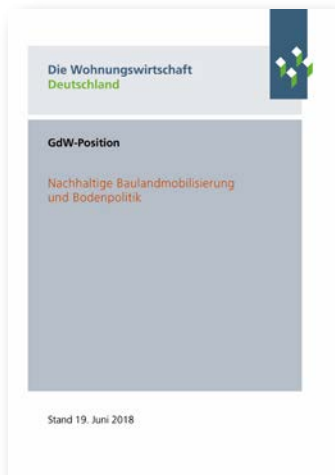 Die Wohnungswirtschaft
Deutschland
GdW-Position
Nachhaltige Baulandmobilisierung
und Bodenpolitik
Stand 19. Juni 2018